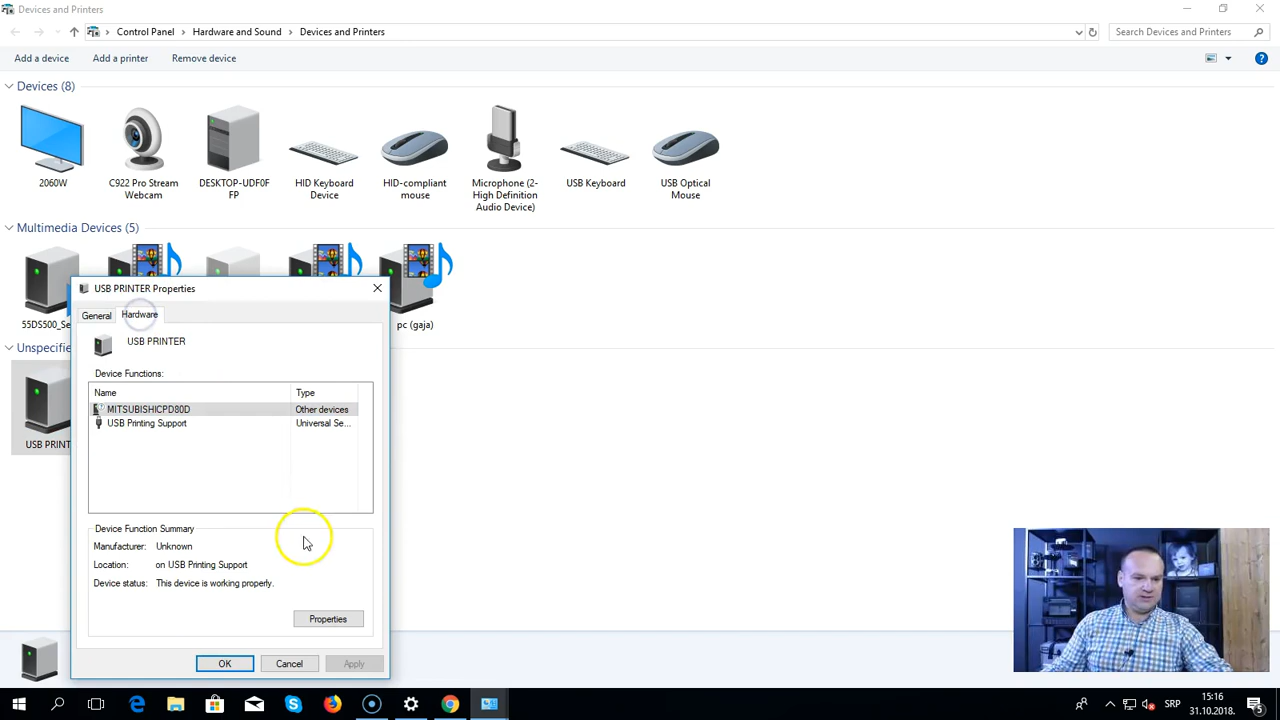 Devices and Printers
Control Panel
Hardware and Sound
Devices and Printers
Search Devices and Printers
Add a device
Add a printer
Remove device
Devices (8)
2060W
C922 Pro Stream
Webcam
DESKTOP-UDF0F
FP
HID Keyboard
Device
HID-compliant
mouse
Microphone (2-
High Definition
Audio Device)
USB Keyboard
USB Optical
Mouse
Multimedia Devices (5)
55DS500_Se
pc (gaja)
Unspecifie
USB PRINT
USB PRINTER Properties
General
Hardware
USB PRINTER
Device Functions:
Name
Type
MITSUBISHICPD80D
Other devices
USB Printing Support
Universal Se...
Device Function Summary
Manufacturer: Unknown
Location: on USB Printing Support
Device status: This device is working properly.
Properties
OK
Cancel
Apply
SRP
15:16
31.10.2018.
5